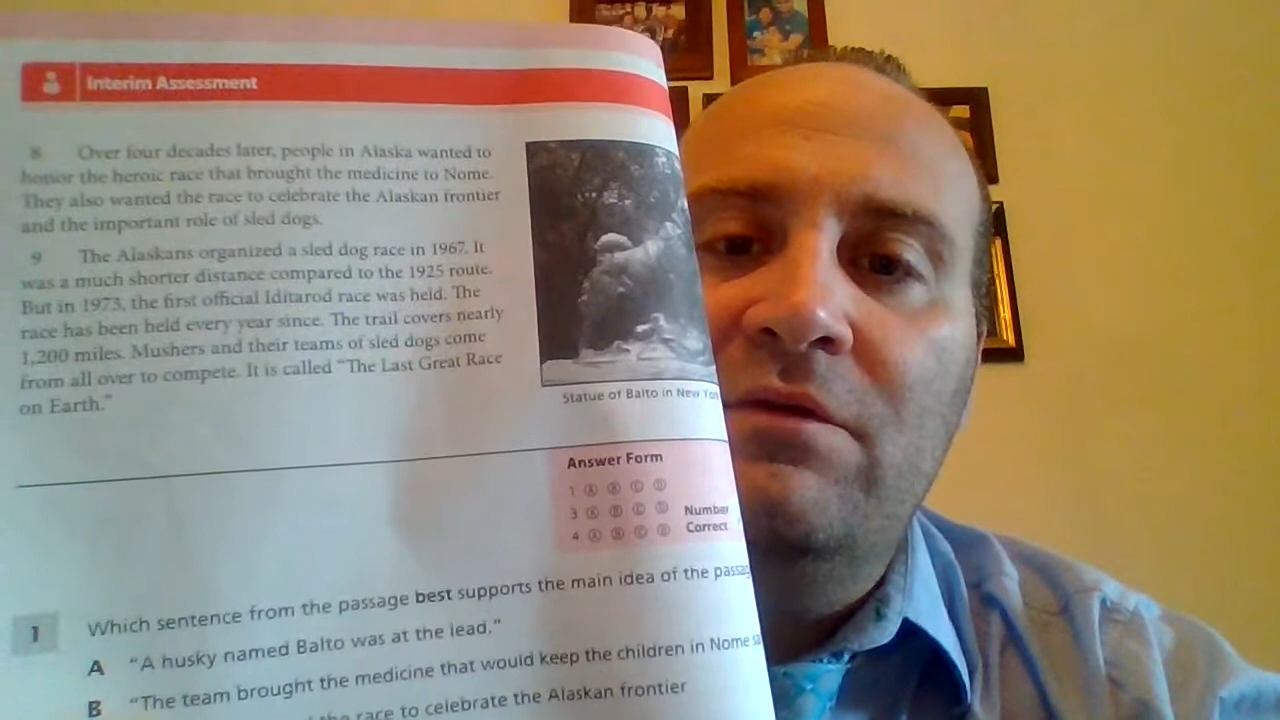 Interim Assessment
8 Over four decades later, people in Alaska wanted to
honor the heroic race that brought the medicine to Nome.
They also wanted the race to celebrate the Alaskan frontier
and the important role of sled dogs.
9 The Alaskans organized a sled dog race in 1967. It
was a much shorter distance compared to the 1925 route.
But in 1973, the first official Iditarod race was held. The
race has been held every year since. The trail covers nearly
1,200 miles. Mushers and their teams of sled dogs come
from all over to compete. It is called “The Last Great Race
on Earth.”
Statue of Balto in New
Answer Form
1 A B C D
3 A B C D
4 A B C D
Number
Correct
1 Which sentence from the passage best supports the main idea of the
A “A husky named Balto was at the lead.”
B “The team brought the medicine that would keep the children in Nome
the race to celebrate the Alaskan frontier